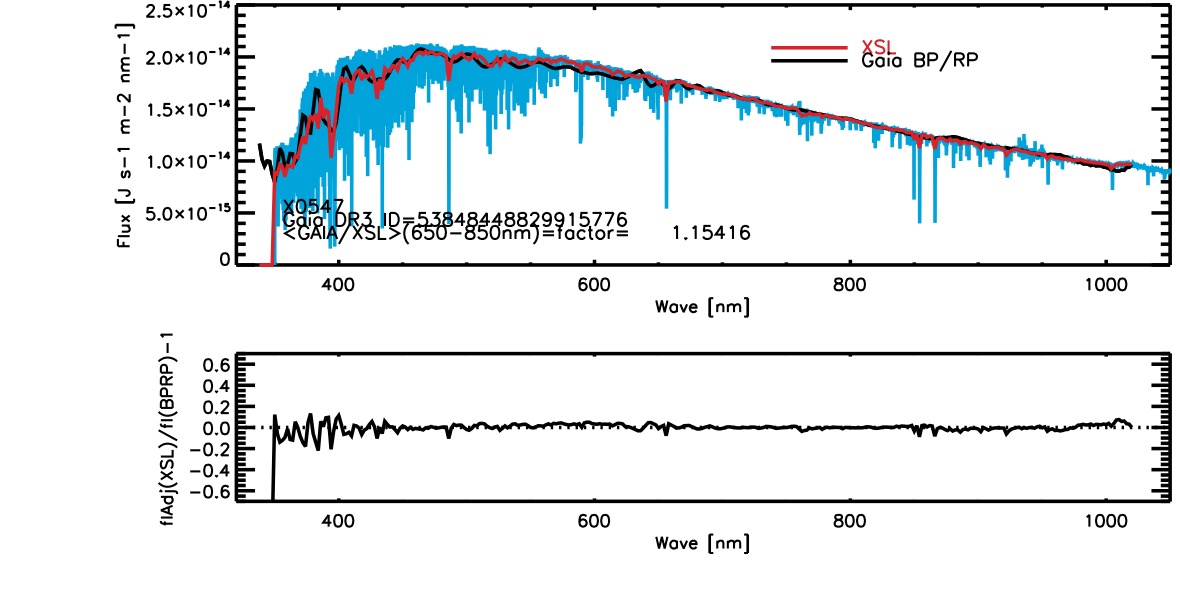 2.5×10−14
2.0×10−14
1.5×10−14
1.0×10−14
5.0×10−15
0
Flux [J s−1 m−2 nm−1]
XSL
Gaia BP/RP
X0547
Gaia DR3 ID=53848448829915776
<GAIA/XSL>(650−850nm)=factor= 1.15416
400 600 800 1000
Wave [nm]
0.6
0.4
0.2
0.0
−0.2
−0.4
−0.6
flAdj(XSL)/fl(BPRP)−1
400 600 800 1000
Wave [nm]